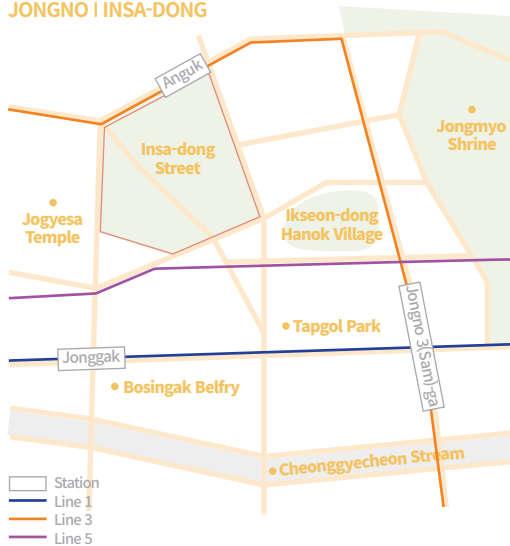 JONGNO I INSA-DONG
Anguk
Insa-dong
Street
Jongmyo
Shrine
Jogyesa
Temple
Ikseon-dong
Hanok Village
Jongno 3(Sam)-ga
Tapgol Park
Jonggak
Bosingak Belfry
Cheonggyecheon Stream
Station
Line 1
Line 3
Line 5